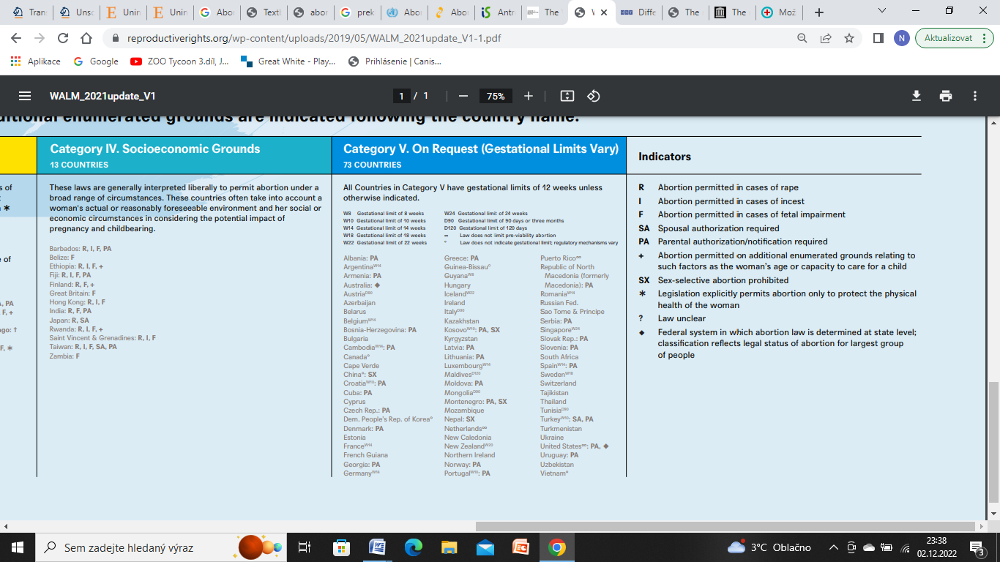 Tran
Unsc
Unin
Unin
Abor
Textl
abor
prek
Abo
Abor
Antr
The
V
Diffe
The
The
Mož
reproductiverights.org/wp-content/uploads/2019/05/WALM_2021update_V1-1.pdf
N
Aktualizovat
Aplikace
Google
ZOO Tycoon 3.díl, J...
Great White - Play...
Prihlásenie | Canis...
WALM_2021update_V1
1 / 1
75%
ditional enumerated grounds are indicated following the country name.
s of
∗
e of
, PA
F, +
ago: †
F, ∗
Category IV. Socioeconomic Grounds
13 COUNTRIES
These laws are generally interpreted liberally to permit abortion under a
broad range of circumstances. These countries often take into account a
woman's actual or reasonably foreseeable environment and her social or
economic circumstances in considering the potential impact of
pregnancy and childbearing.
Barbados: R, I, F, PA
Belize: F
Ethiopia: R, I, F, +
Fiji: R, I, F, PA
Finland: R, F, +
Great Britain: F
Hong Kong: R, I, F
India: R, F, PA
Japan: R, SA
Rwanda: R, I, F, +
Saint Vincent & Grenadines: R, I, F
Taiwan: R, I, F, SA, PA
Zambia: F
Category V. On Request (Gestational Limits Vary)
73 COUNTRIES
All Countries in Category V have gestational limits of 12 weeks unless
otherwise indicated.
W8 Gestational limit of 8 weeks
W10 Gestational limit of 10 weeks
W14 Gestational limit of 14 weeks
W18 Gestational limit of 18 weeks
W22 Gestational limit of 22 weeks
W24 Gestational limit of 24 weeks
D90 Gestational limit of 90 days or three months
D120 Gestational limit of 120 days
∞ Law does not limit pre-viability abortion
° Law does not indicate gestational limit; regulatory mechanisms vary
Albania: PA
Argentina W14
Armenia: PA
Australia: ◆
Austria D90
Azerbaijan
Belarus
Belgium W14
Bosnia-Herzegovina: PA
Bulgaria
Cambodia W14: PA
Canada°
Cape Verde
China°: SX
Croatia W10: PA
Cuba: PA
Cyprus
Czech Rep.: PA
Dem. People's Rep. of Korea°
Denmark: PA
Estonia
France W14
French Guiana
Georgia: PA
Germany W14
Greece: PA
Guinea-Bissau°
Guyana W8
Hungary
Iceland W22
Ireland
Italy D90
Kazakhstan
Kosovo W10: PA, SX
Kyrgyzstan
Latvia: PA
Lithuania: PA
Luxembourg W14
Maldives D120
Moldova: PA
Mongolia D90
Montenegro: PA, SX
Mozambique
Nepal: SX
Netherlands∞
New Caledonia
New Zealand W20
Northern Ireland
Norway: PA
Portugal W10: PA
Puerto Rico∞
Republic of North
Macedonia (formerly
Macedonia): PA
Romania W14
Russian Fed.
Sao Tome & Principe
Serbia: PA
Singapore W24
Slovak Rep.: PA
Slovenia: PA
South Africa
Spain W14: PA
Sweden W18
Switzerland
Tajikistan
Thailand
Tunisia D90
Turkey W10: SA, PA
Turkmenistan
Ukraine
United States∞: PA, ◆
Uruguay: PA
Uzbekistan
Vietnam°
Indicators
R Abortion permitted in cases of rape
I Abortion permitted in cases of incest
F Abortion permitted in cases of fetal impairment
SA Spousal authorization required
PA Parental authorization/notification required
+ Abortion permitted on additional enumerated grounds relating to
such factors as the woman's age or capacity to care for a child
SX Sex-selective abortion prohibited
∗ Legislation explicitly permits abortion only to protect the physical
health of the woman
? Law unclear
◆ Federal system in which abortion law is determined at state level;
classification reflects legal status of abortion for largest group
of people
Sem zadejte hledaný výraz
3°C Oblačno
23:38
02.12.2022
3